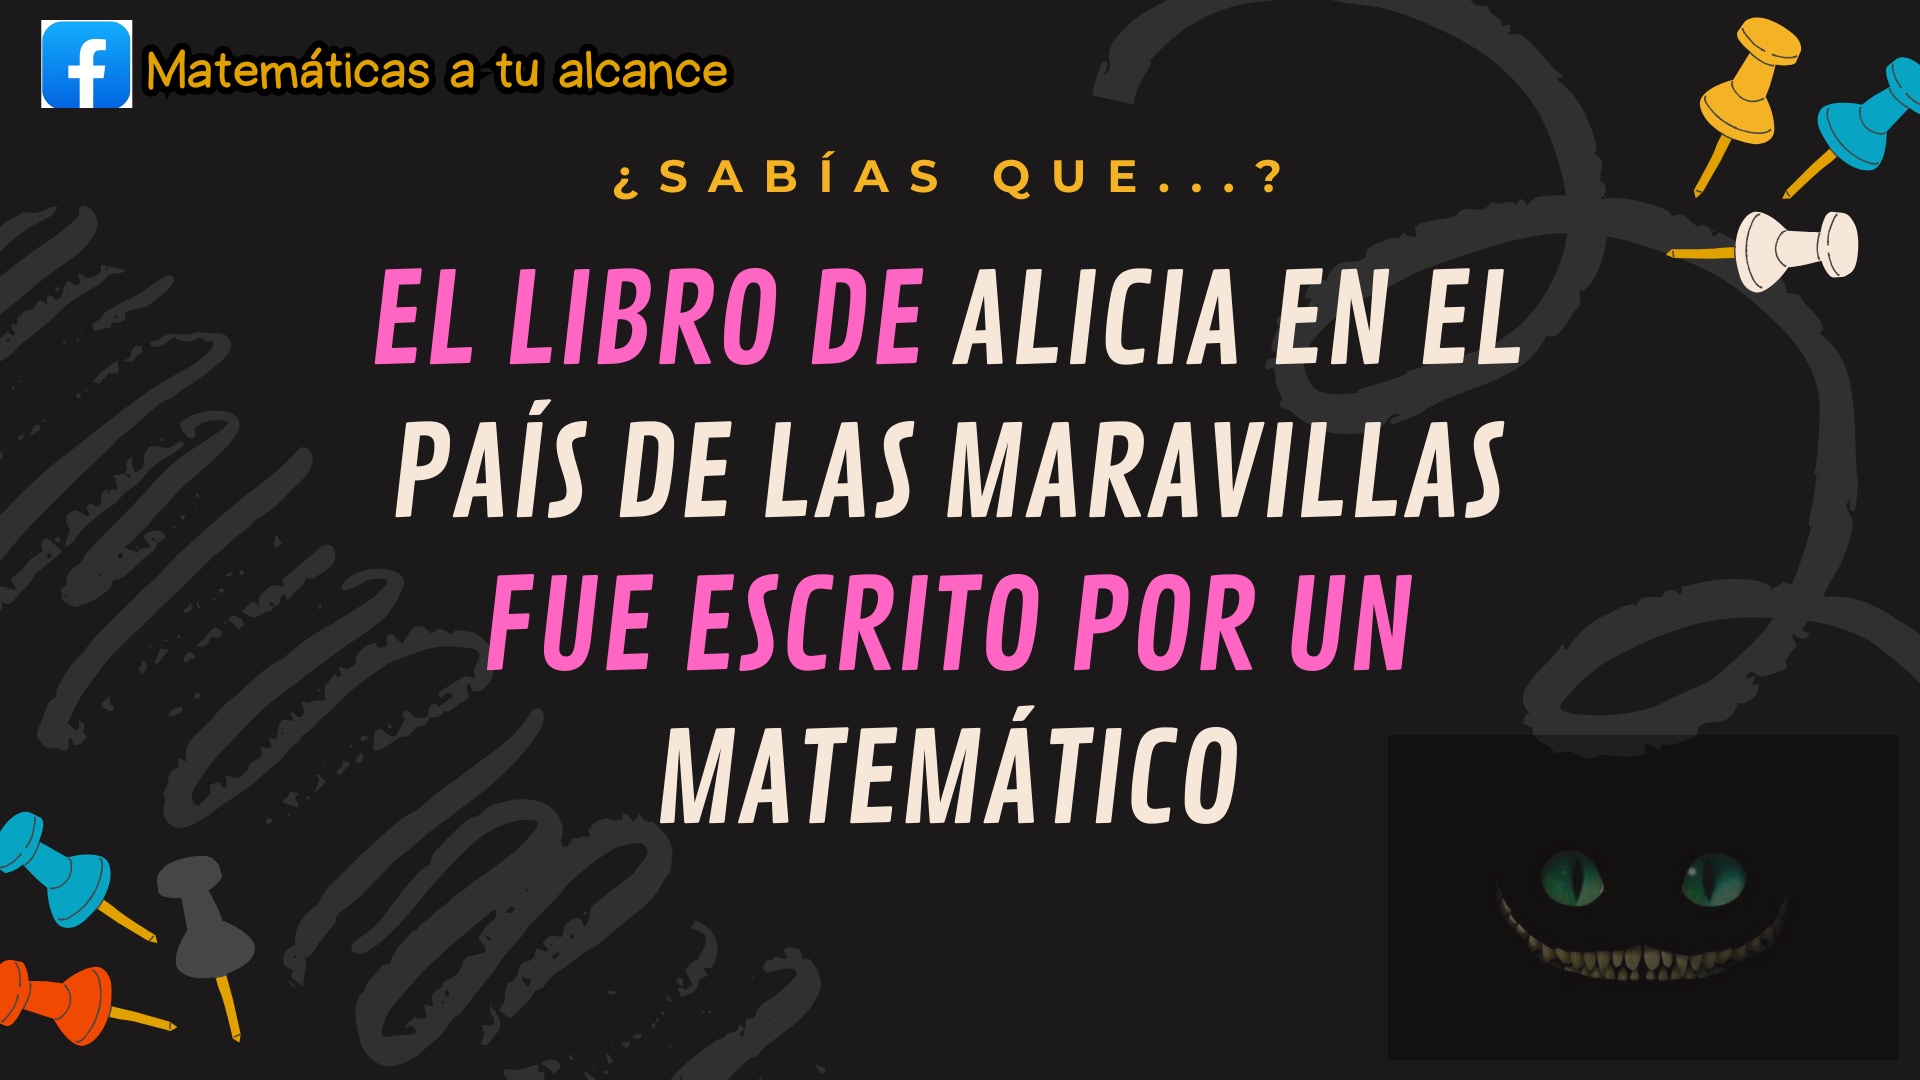 Matemáticas a tu alcance
¿SABÍAS QUE...?
EL LIBRO DE ALICIA EN EL
PAÍS DE LAS MARAVILLAS
FUE ESCRITO POR UN
MATEMÁTICO